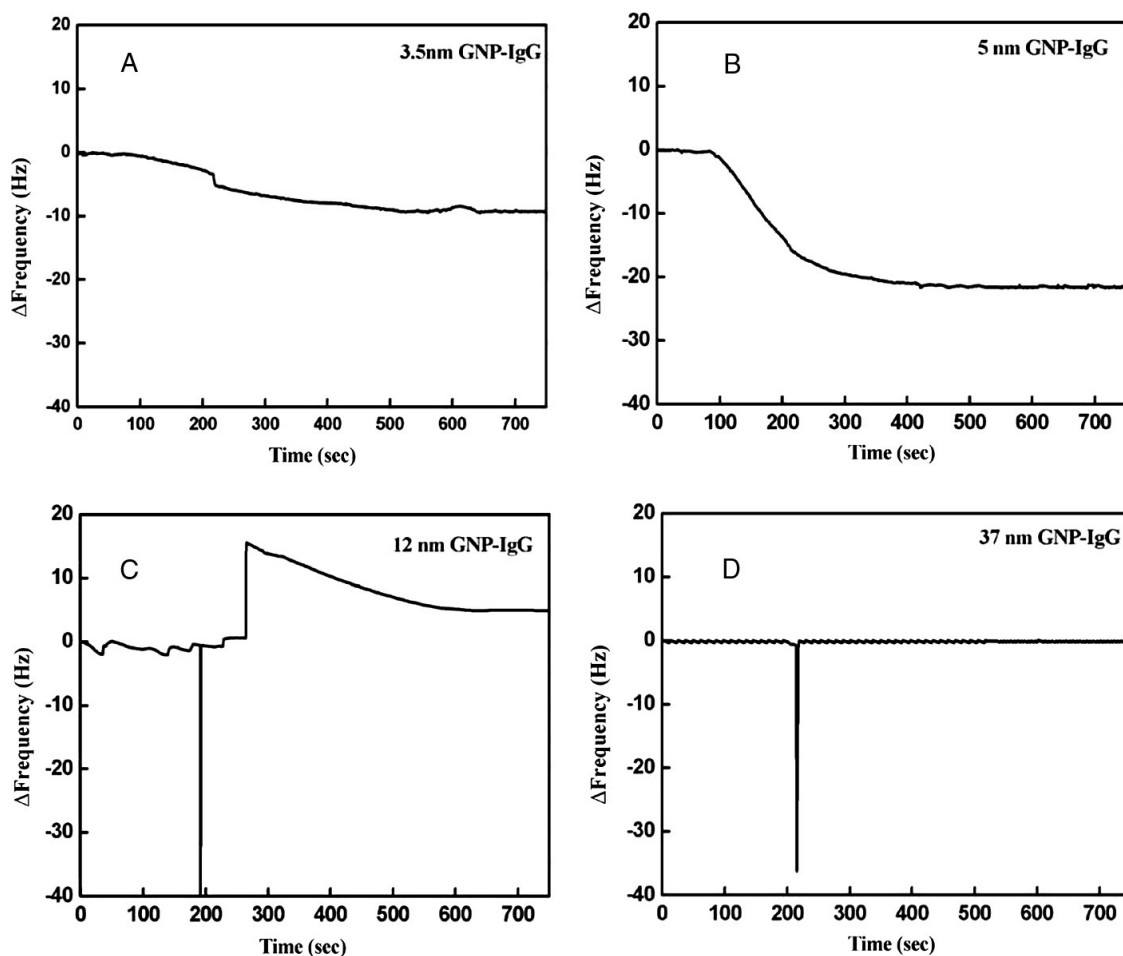 A
3.5nm GNP-IgG
20
10
0
-10
-20
-30
-40
ΔFrequency (Hz)
0 100 200 300 400 500 600 700
Time (sec)
B
5 nm GNP-IgG
20
10
0
-10
-20
-30
-40
ΔFrequency (Hz)
0 100 200 300 400 500 600 700
Time (sec)
C
12 nm GNP-IgG
20
10
0
-10
-20
-30
-40
ΔFrequency (Hz)
0 100 200 300 400 500 600 700
Time (sec)
D
37 nm GNP-IgG
20
10
0
-10
-20
-30
-40
ΔFrequency (Hz)
0 100 200 300 400 500 600 700
Time (sec)